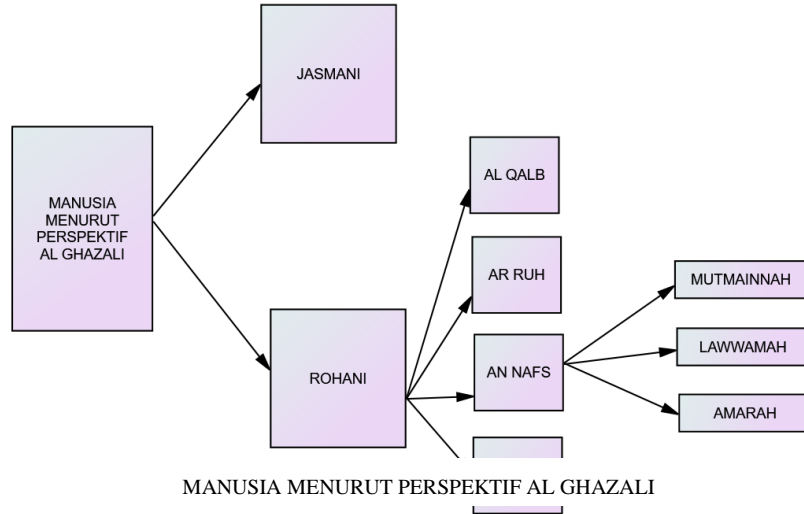 JASMANI
MANUSIA
MENURUT
PERSPEKTIF
AL GHAZALI
AL QALB
AR RUH
MUTMAINNAH
LAWWAMAH
AN NAFS
ROHANI
AMARAH
MANUSIA MENURUT PERSPEKTIF AL GHAZALI